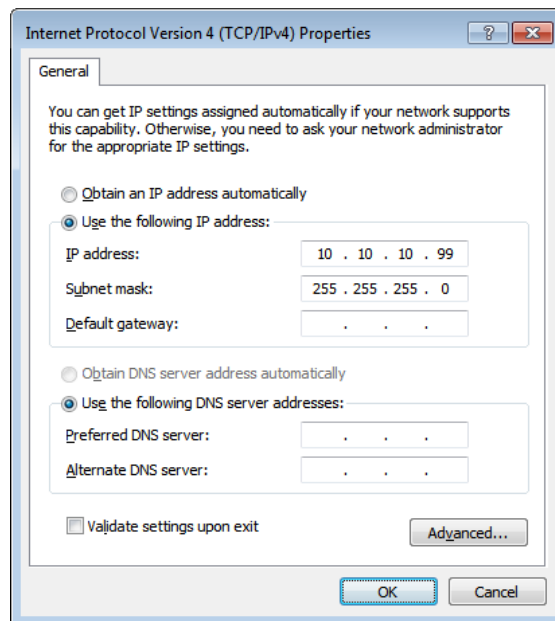 Internet Protocol Version 4 (TCP/IPv4) Properties
?
General
You can get IP settings assigned automatically if your network supports
this capability. Otherwise, you need to ask your network administrator
for the appropriate IP settings.
Obtain an IP address automatically
Use the following IP address:
IP address: 10 . 10 . 10 . 99
Subnet mask: 255 . 255 . 255 . 0
Default gateway: . . .
Obtain DNS server address automatically
Use the following DNS server addresses:
Preferred DNS server: . . .
Alternate DNS server: . . .
Validate settings upon exit
Advanced...
OK Cancel